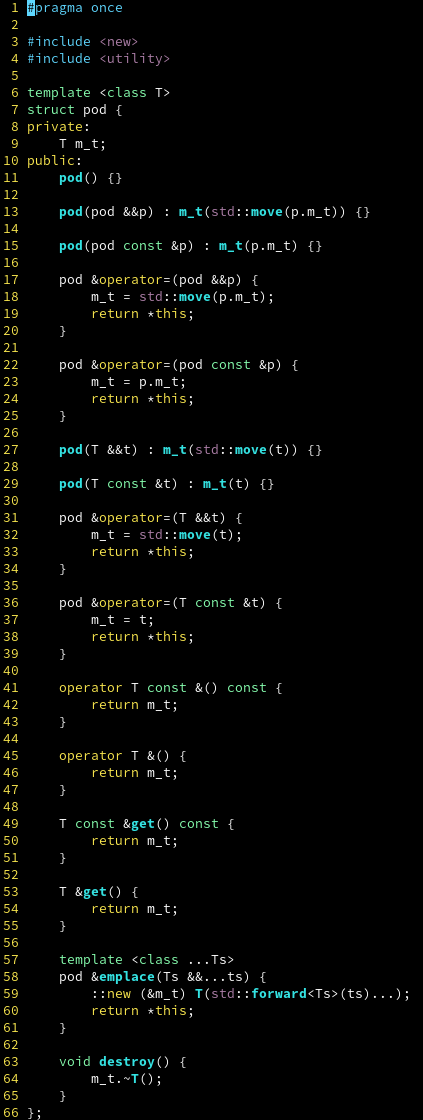 1 #pragma once
2
3 #include <new>
4 #include <utility>
5
6 template <class T>
7 struct pod {
8 private:
9     T m_t;
10 public:
11     pod() {}
12
13     pod(pod &&p) : m_t(std::move(p.m_t)) {}
14
15     pod(pod const &p) : m_t(p.m_t) {}
16
17     pod &operator=(pod &&p) {
18         m_t = std::move(p.m_t);
19         return *this;
20     }
21
22     pod &operator=(pod const &p) {
23         m_t = p.m_t;
24         return *this;
25     }
26
27     pod(T &&t) : m_t(std::move(t)) {}
28
29     pod(T const &t) : m_t(t) {}
30
31     pod &operator=(T &&t) {
32         m_t = std::move(t);
33         return *this;
34     }
35
36     pod &operator=(T const &t) {
37         m_t = t;
38         return *this;
39     }
40
41     operator T const &() const {
42         return m_t;
43     }
44
45     operator T &() {
46         return m_t;
47     }
48
49     T const &get() const {
50         return m_t;
51     }
52
53     T &get() {
54         return m_t;
55     }
56
57     template <class ...Ts>
58     pod &emplace(Ts &&...ts) {
59         ::new (&m_t) T(std::forward<Ts>(ts)...);
60         return *this;
61     }
62
63     void destroy() {
64         m_t.~T();
65     }
66 };